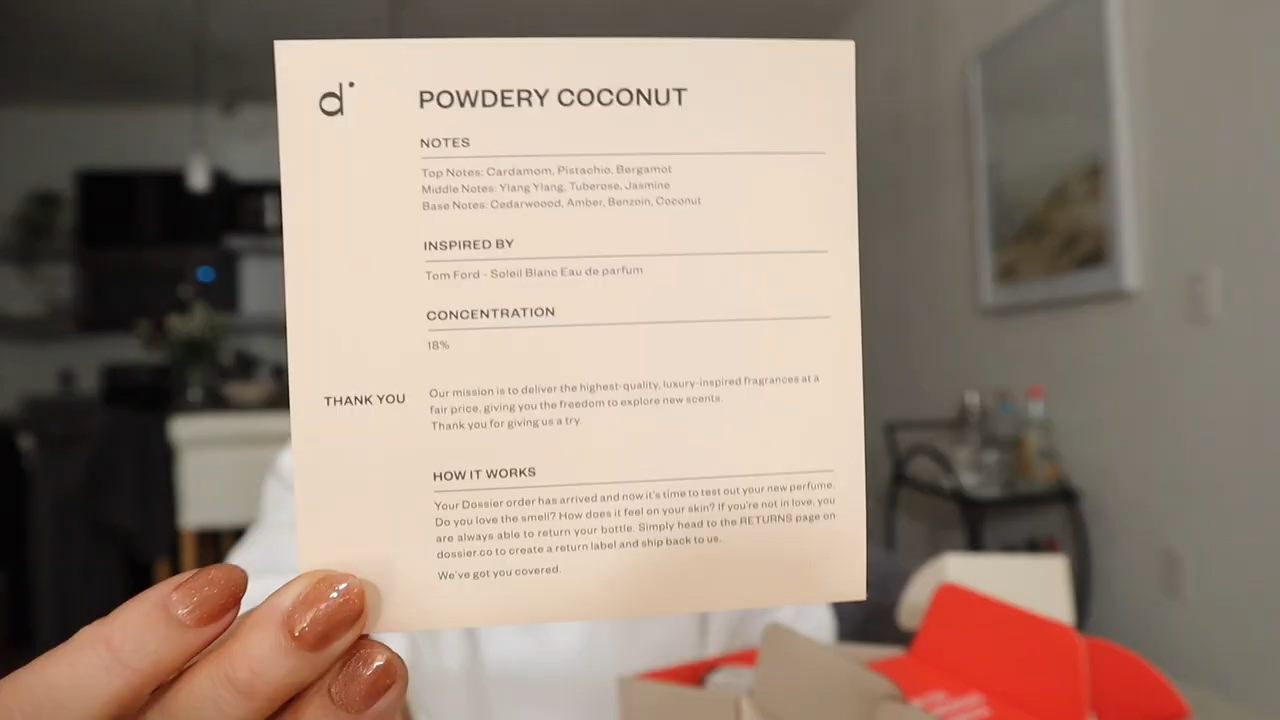 d
POWDERY COCONUT
NOTES
Top Notes: Cardamom, Pistachio, Bergamot
Middle Notes: Ylang Ylang, Tuberose, Jasmine
Base Notes: Cedarwoood, Amber, Benzoin, Coconut
INSPIRED BY
Tom Ford - Soleil Blanc Eau de parfum
CONCENTRATION
18%
THANK YOU
Our mission is to deliver the highest-quality, luxury-inspired fragrances at a
fair price, giving you the freedom to explore new scents.
Thank you for giving us a try.
HOW IT WORKS
Your Dossier order has arrived and now it's time to test out your new perfume.
Do you love the smell? How does it feel on your skin? If you're not in love, you
are always able to return your bottle. Simply head to the RETURNS page on
dossier.co to create a return label and ship back to us.
We've got you covered.